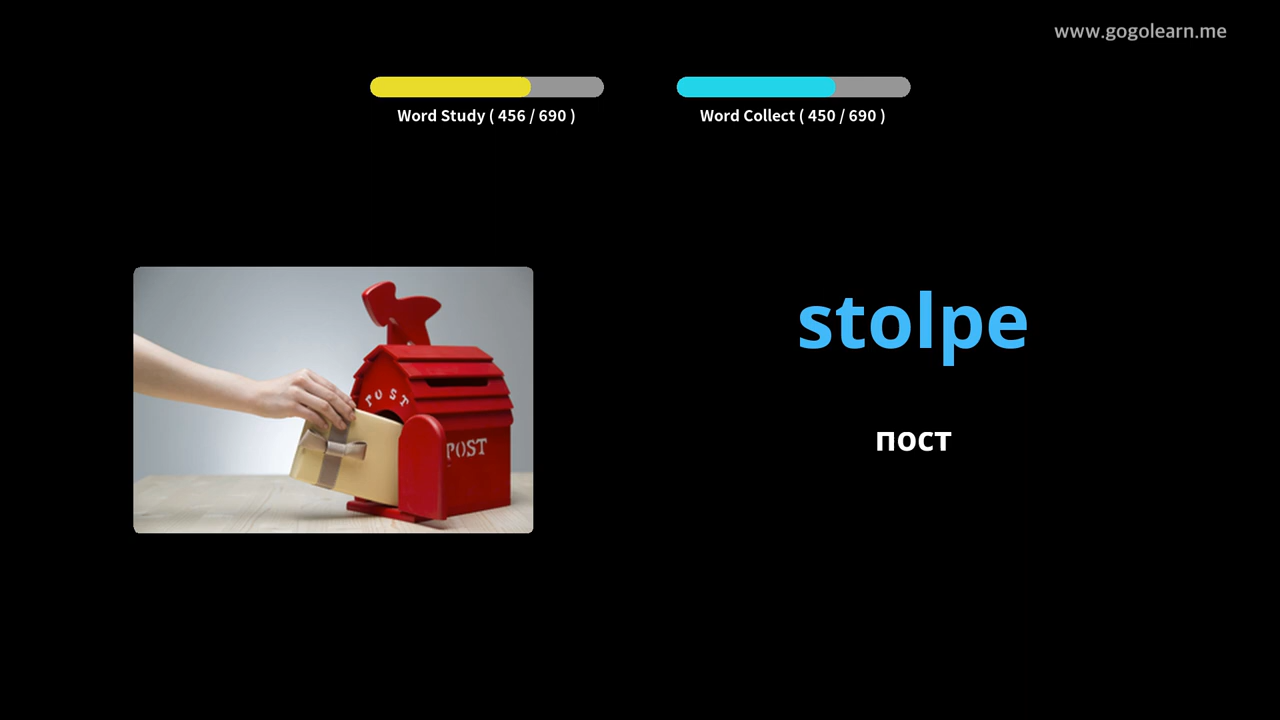 www.gogolearn.me
Word Study ( 456 / 690 )
Word Collect ( 450 / 690 )
stolpe
пост
POST
POST